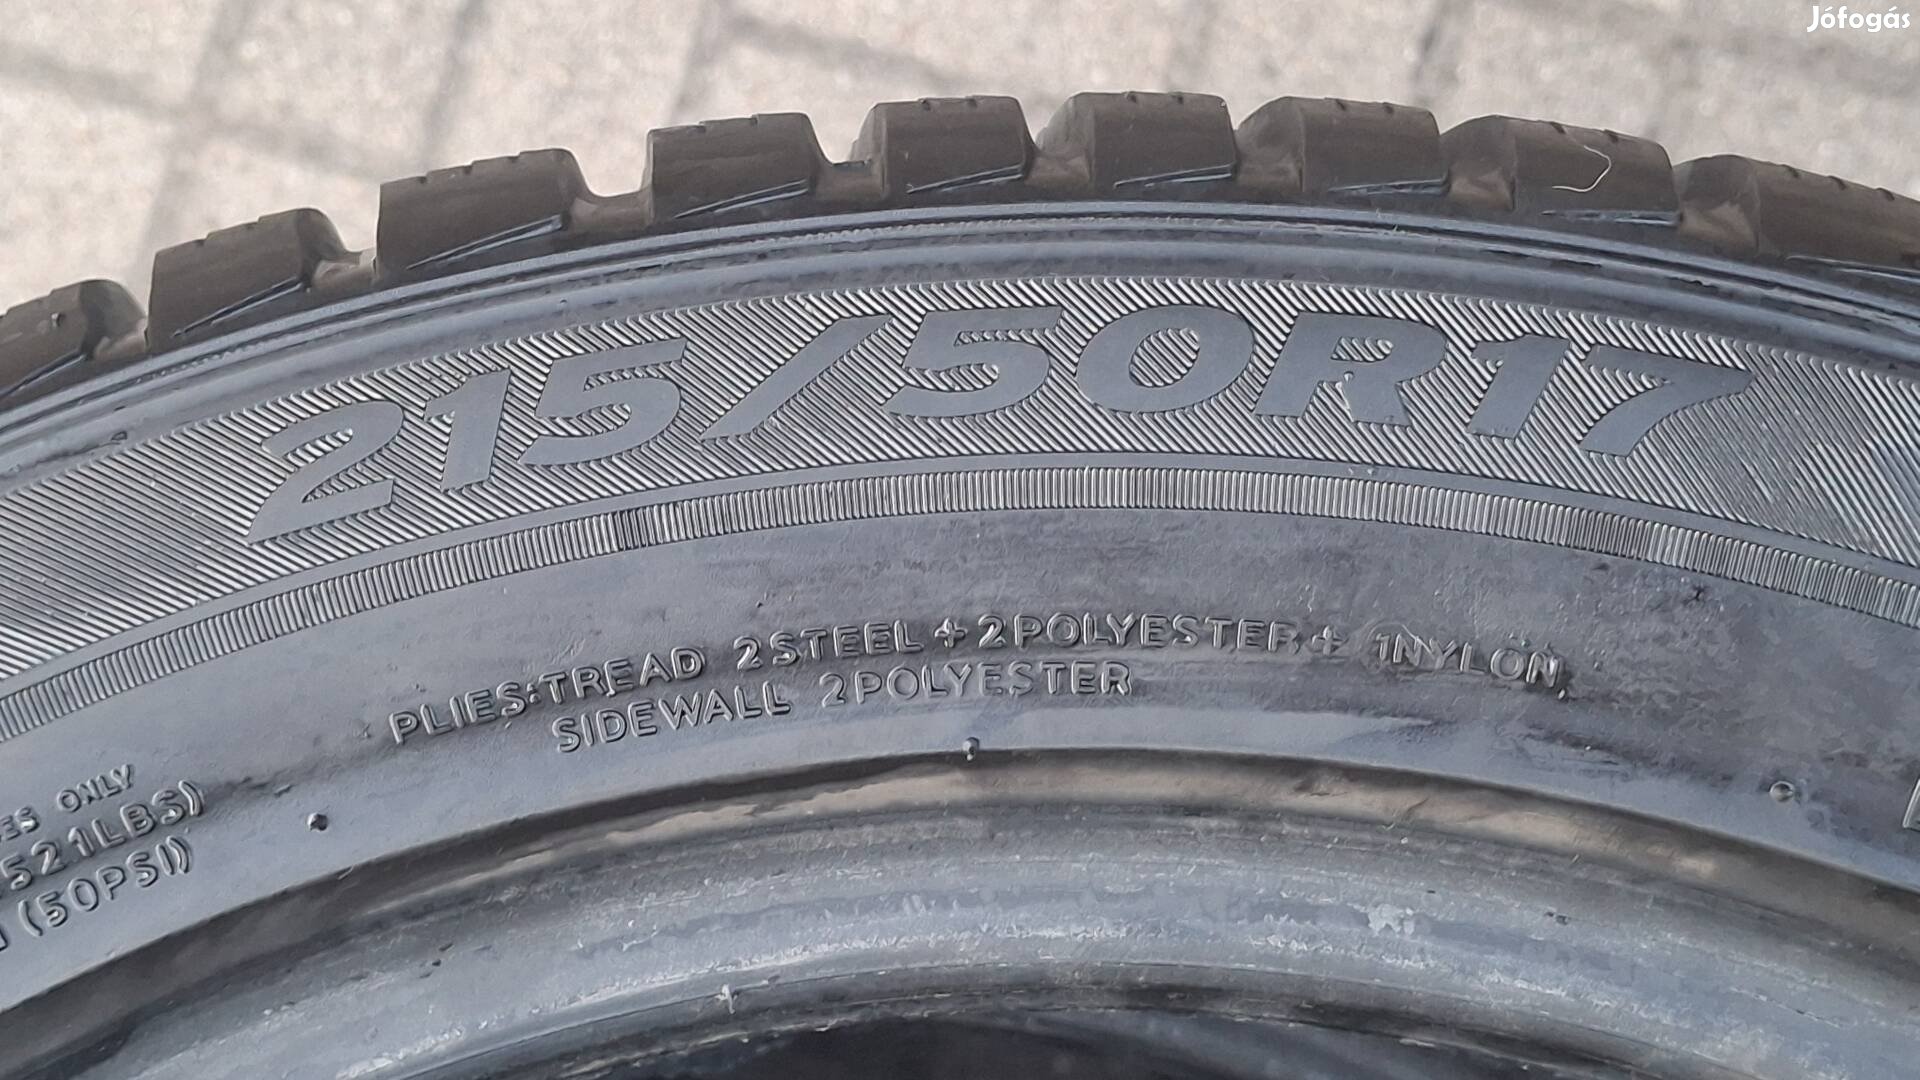 Jófogás
215/50R17
PLIES:TREAD 2STEEL + 2POLYESTER + 1NYLON,
SIDEWALL 2POLYESTER
ONLY
521LBS)
(50PSI)